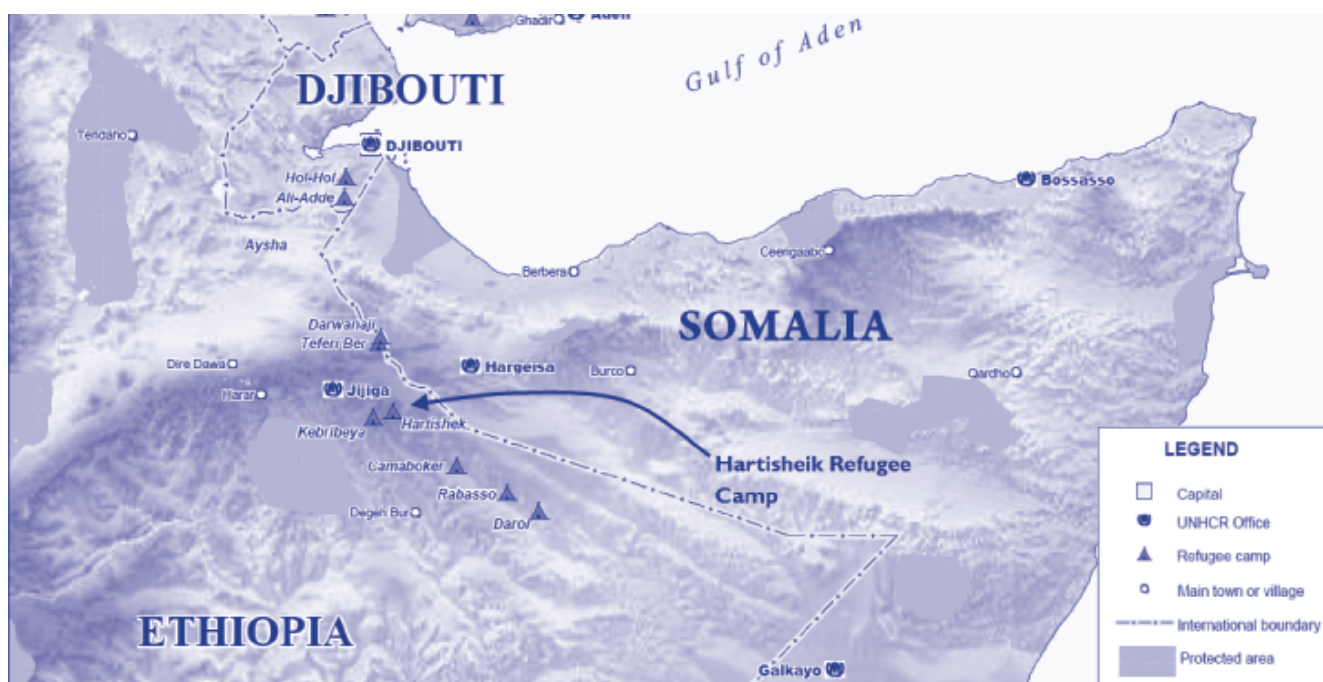 Ghadir
Aden
Gulf of Aden
DJIBOUTI
Tendaho
DJIBOUTI
Hol-Hol
Ali-Adde
Bossasso
Aysha
Ceengaabo
Berbera
SOMALIA
Darwanaji
Teferi Ber
Dire Dawa
Hargeisa
Burco
Qardho
Harar
Jijiga
Hartishek
Kebribeya
Hartisheik Refugee
Camp
Camaboker
Rabasso
Degeh Bur
Daror
ETHIOPIA
Galkayo
LEGEND
Capital
UNHCR Office
Refugee camp
Main town or village
International boundary
Protected area